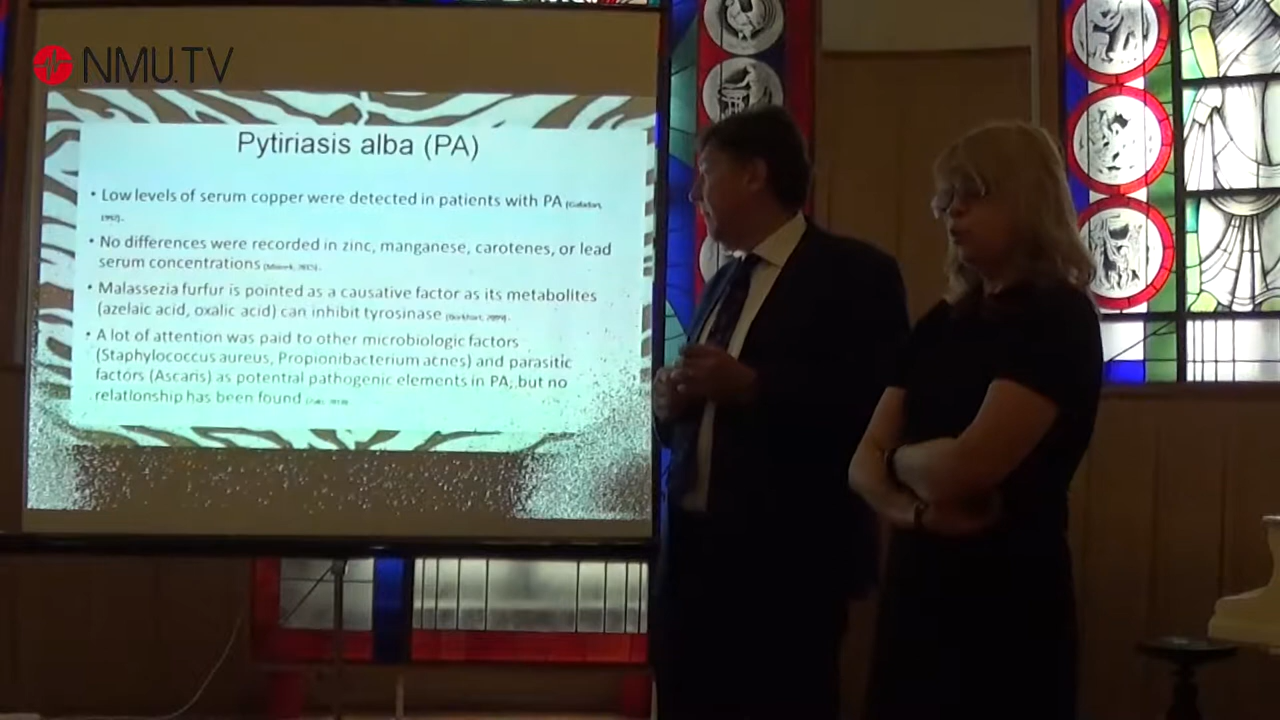 NMU.TV
Pytiriasis alba (PA)
• Low levels of serum copper were detected in patients with PA
• No differences were recorded in zinc, manganese, carotenes, or lead
serum concentrations
• Malassezia furfur is pointed as a causative factor as its metabolites
(azelaic acid, oxalic acid) can inhibit tyrosinase
• A lot of attention was paid to other microbiologic factors
(Staphylococcus aureus, Propionibacterium acnes) and parasitic
factors (Ascaris) as potential pathogenic elements in PA, but no
relationship has been found